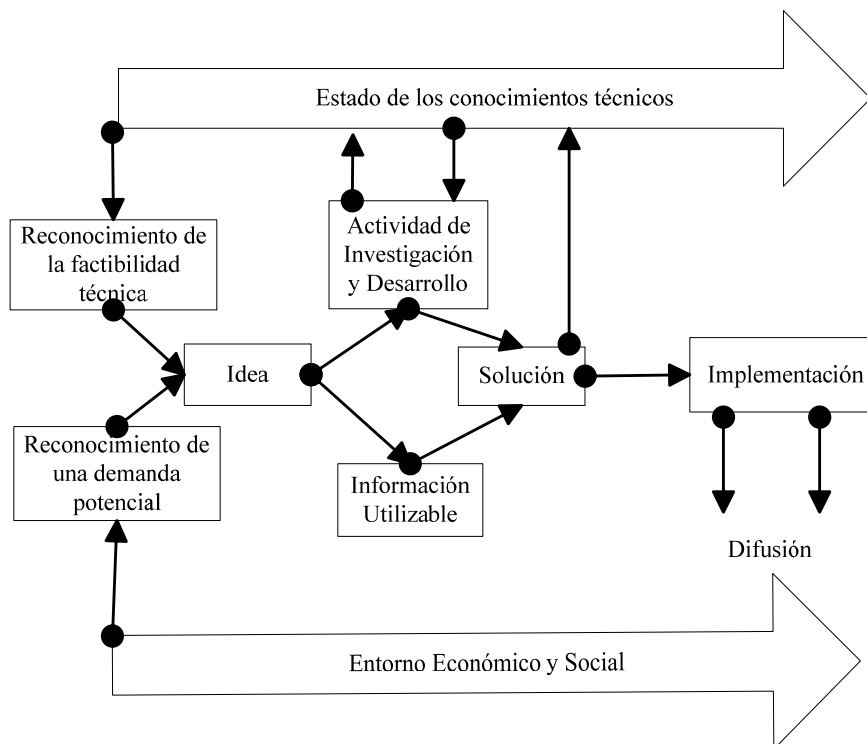 Estado de los conocimientos técnicos
Reconocimiento de
la factibilidad
técnica
Actividad de
Investigación
y Desarrollo
Idea
Solución
Implementación
Reconocimiento de
una demanda
potencial
Información
Utilizable
Difusión
Entorno Económico y Social